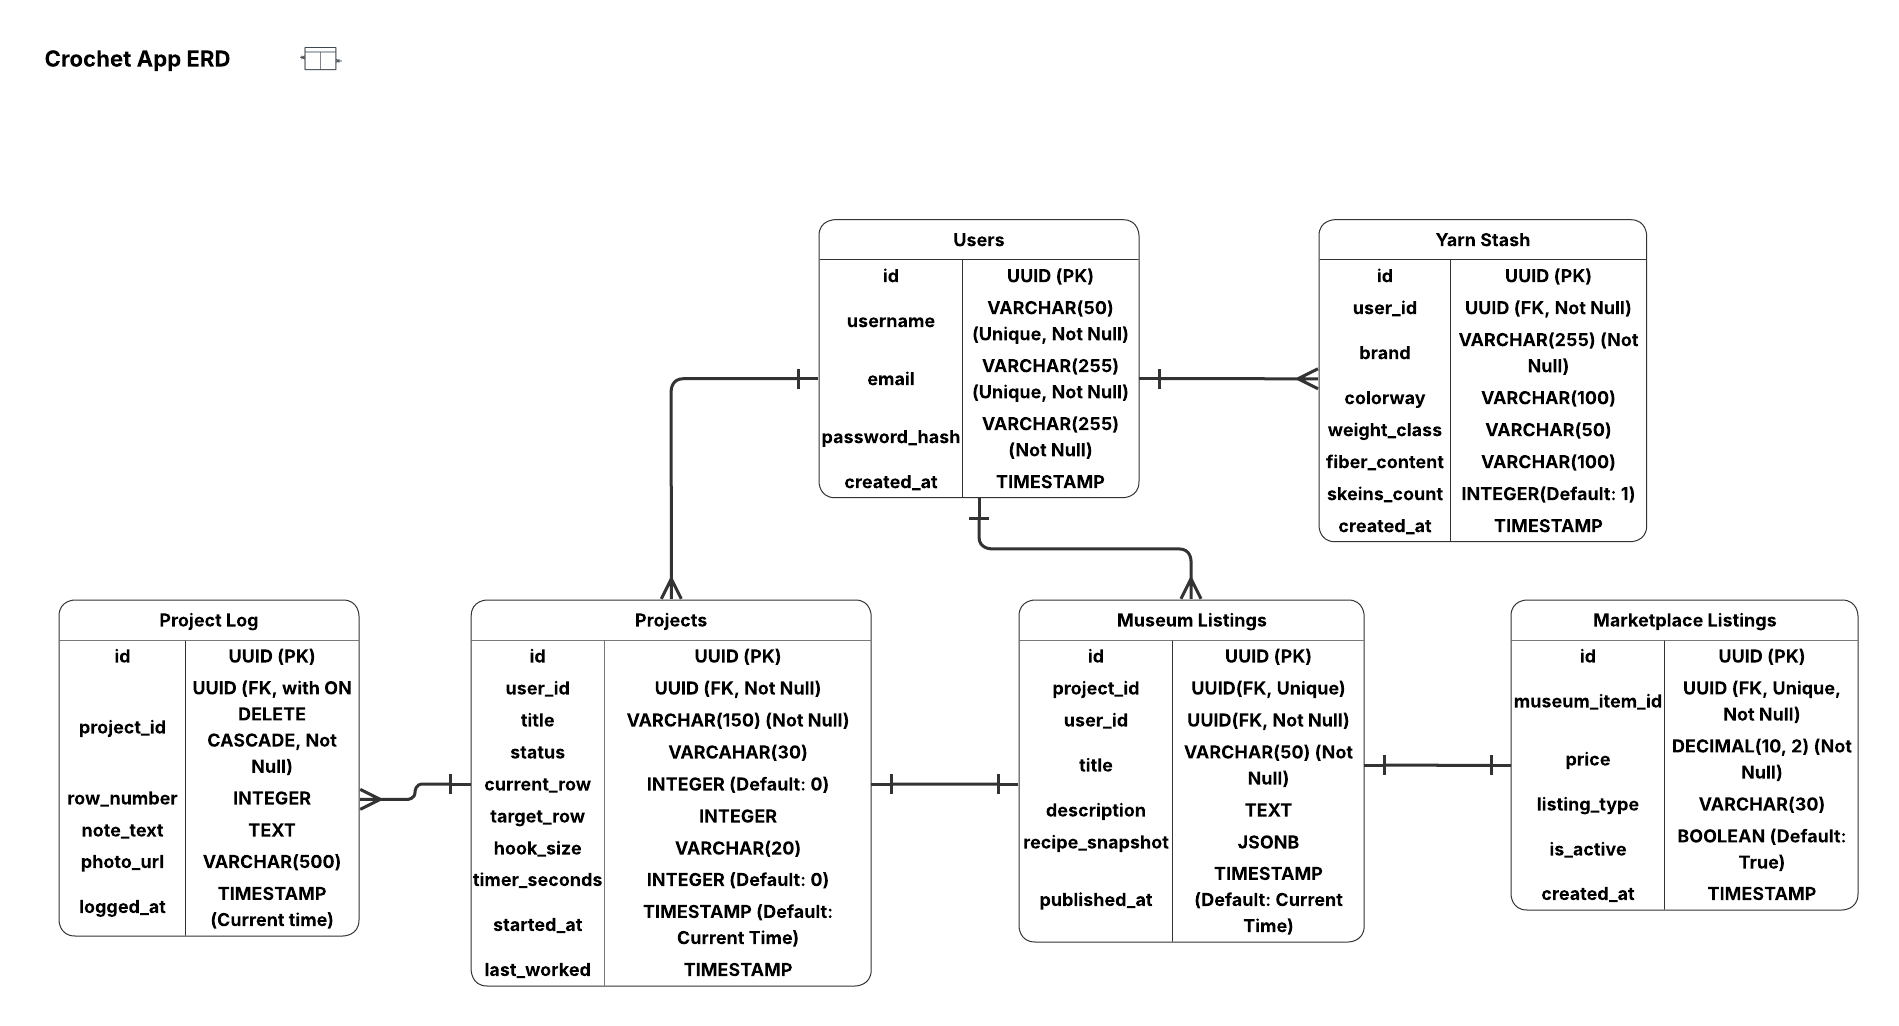 Crochet App ERD
Users
id UUID (PK)
username VARCHAR(50)
(Unique, Not Null)
email VARCHAR(255)
(Unique, Not Null)
password_hash VARCHAR(255)
(Not Null)
created_at TIMESTAMP
Yarn Stash
id UUID (PK)
user_id UUID (FK, Not Null)
brand VARCHAR(255) (Not
Null)
colorway VARCHAR(100)
weight_class VARCHAR(50)
fiber_content VARCHAR(100)
skeins_count INTEGER(Default: 1)
created_at TIMESTAMP
Project Log
id UUID (PK)
project_id UUID (FK, with ON
DELETE
CASCADE, Not
Null)
row_number INTEGER
note_text TEXT
photo_url VARCHAR(500)
logged_at TIMESTAMP
(Current time)
Projects
id UUID (PK)
user_id UUID (FK, Not Null)
title VARCHAR(150) (Not Null)
status VARCAHAR(30)
current_row INTEGER (Default: 0)
target_row INTEGER
hook_size VARCHAR(20)
timer_seconds INTEGER (Default: 0)
started_at TIMESTAMP (Default:
Current Time)
last_worked TIMESTAMP
Museum Listings
id UUID (PK)
project_id UUID(FK, Unique)
user_id UUID(FK, Not Null)
title VARCHAR(50) (Not
Null)
description TEXT
recipe_snapshot JSONB
published_at TIMESTAMP
(Default: Current
Time)
Marketplace Listings
id UUID (PK)
museum_item_id UUID (FK, Unique,
Not Null)
price DECIMAL(10, 2) (Not
Null)
listing_type VARCHAR(30)
is_active BOOLEAN (Default:
True)
created_at TIMESTAMP